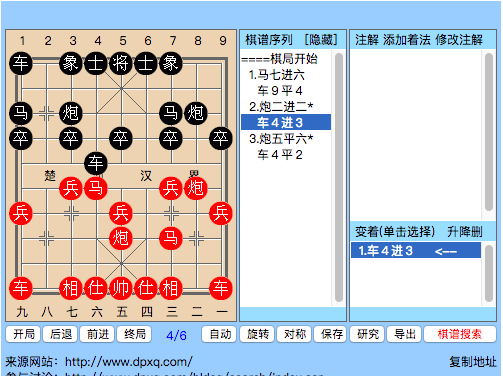 1 2 3 4 5 6 7 8 9
车 象 士 将 士 象
马 炮 马 炮
卒 卒 卒 卒 卒
车
楚 汉 界
兵 马 兵 炮
兵 兵 兵
炮 马
车 相 仕 帅 仕 相 车
九 八 七 六 五 四 三 二 一
棋谱序列 [隐藏]
====棋局开始
1.马七进六
车９平４
2.炮二进二*
车４进３
3.炮五平六*
车４平２
注解 添加着法 修改注解
变着(单击选择) 升降删
1.车４进３ <--
开局 后退 前进 终局 4/6 自动 旋转 对称 保存 研究 导出 棋谱搜索
来源网站： http://www.dpxq.com/ 复制地址